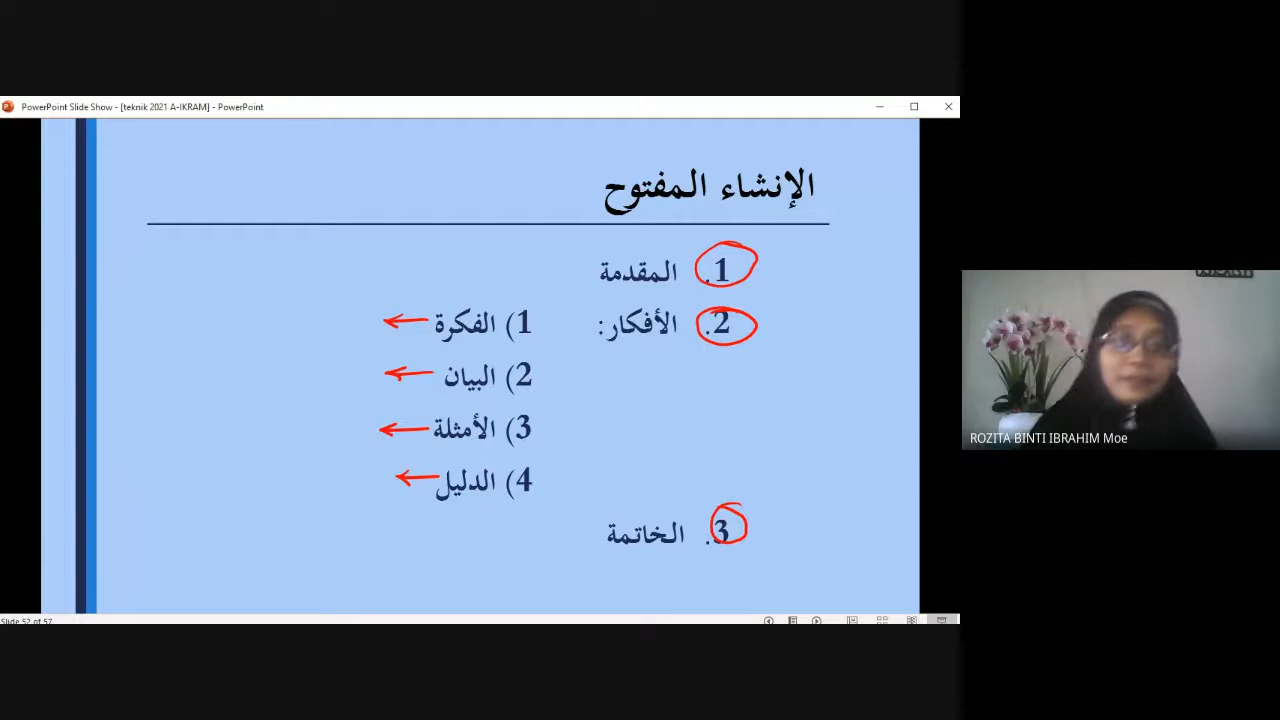 PowerPoint Slide Show - [teknik 2021 A-IKRAM] - PowerPoint
الإنشاء المفتوح
1. المقدمة
2. الأفكار: 1) الفكرة
2) البيان
3) الأمثلة
4) الدليل
3. الخاتمة
Slide 52 of 57
ROZITA BINTI IBRAHIM Moe